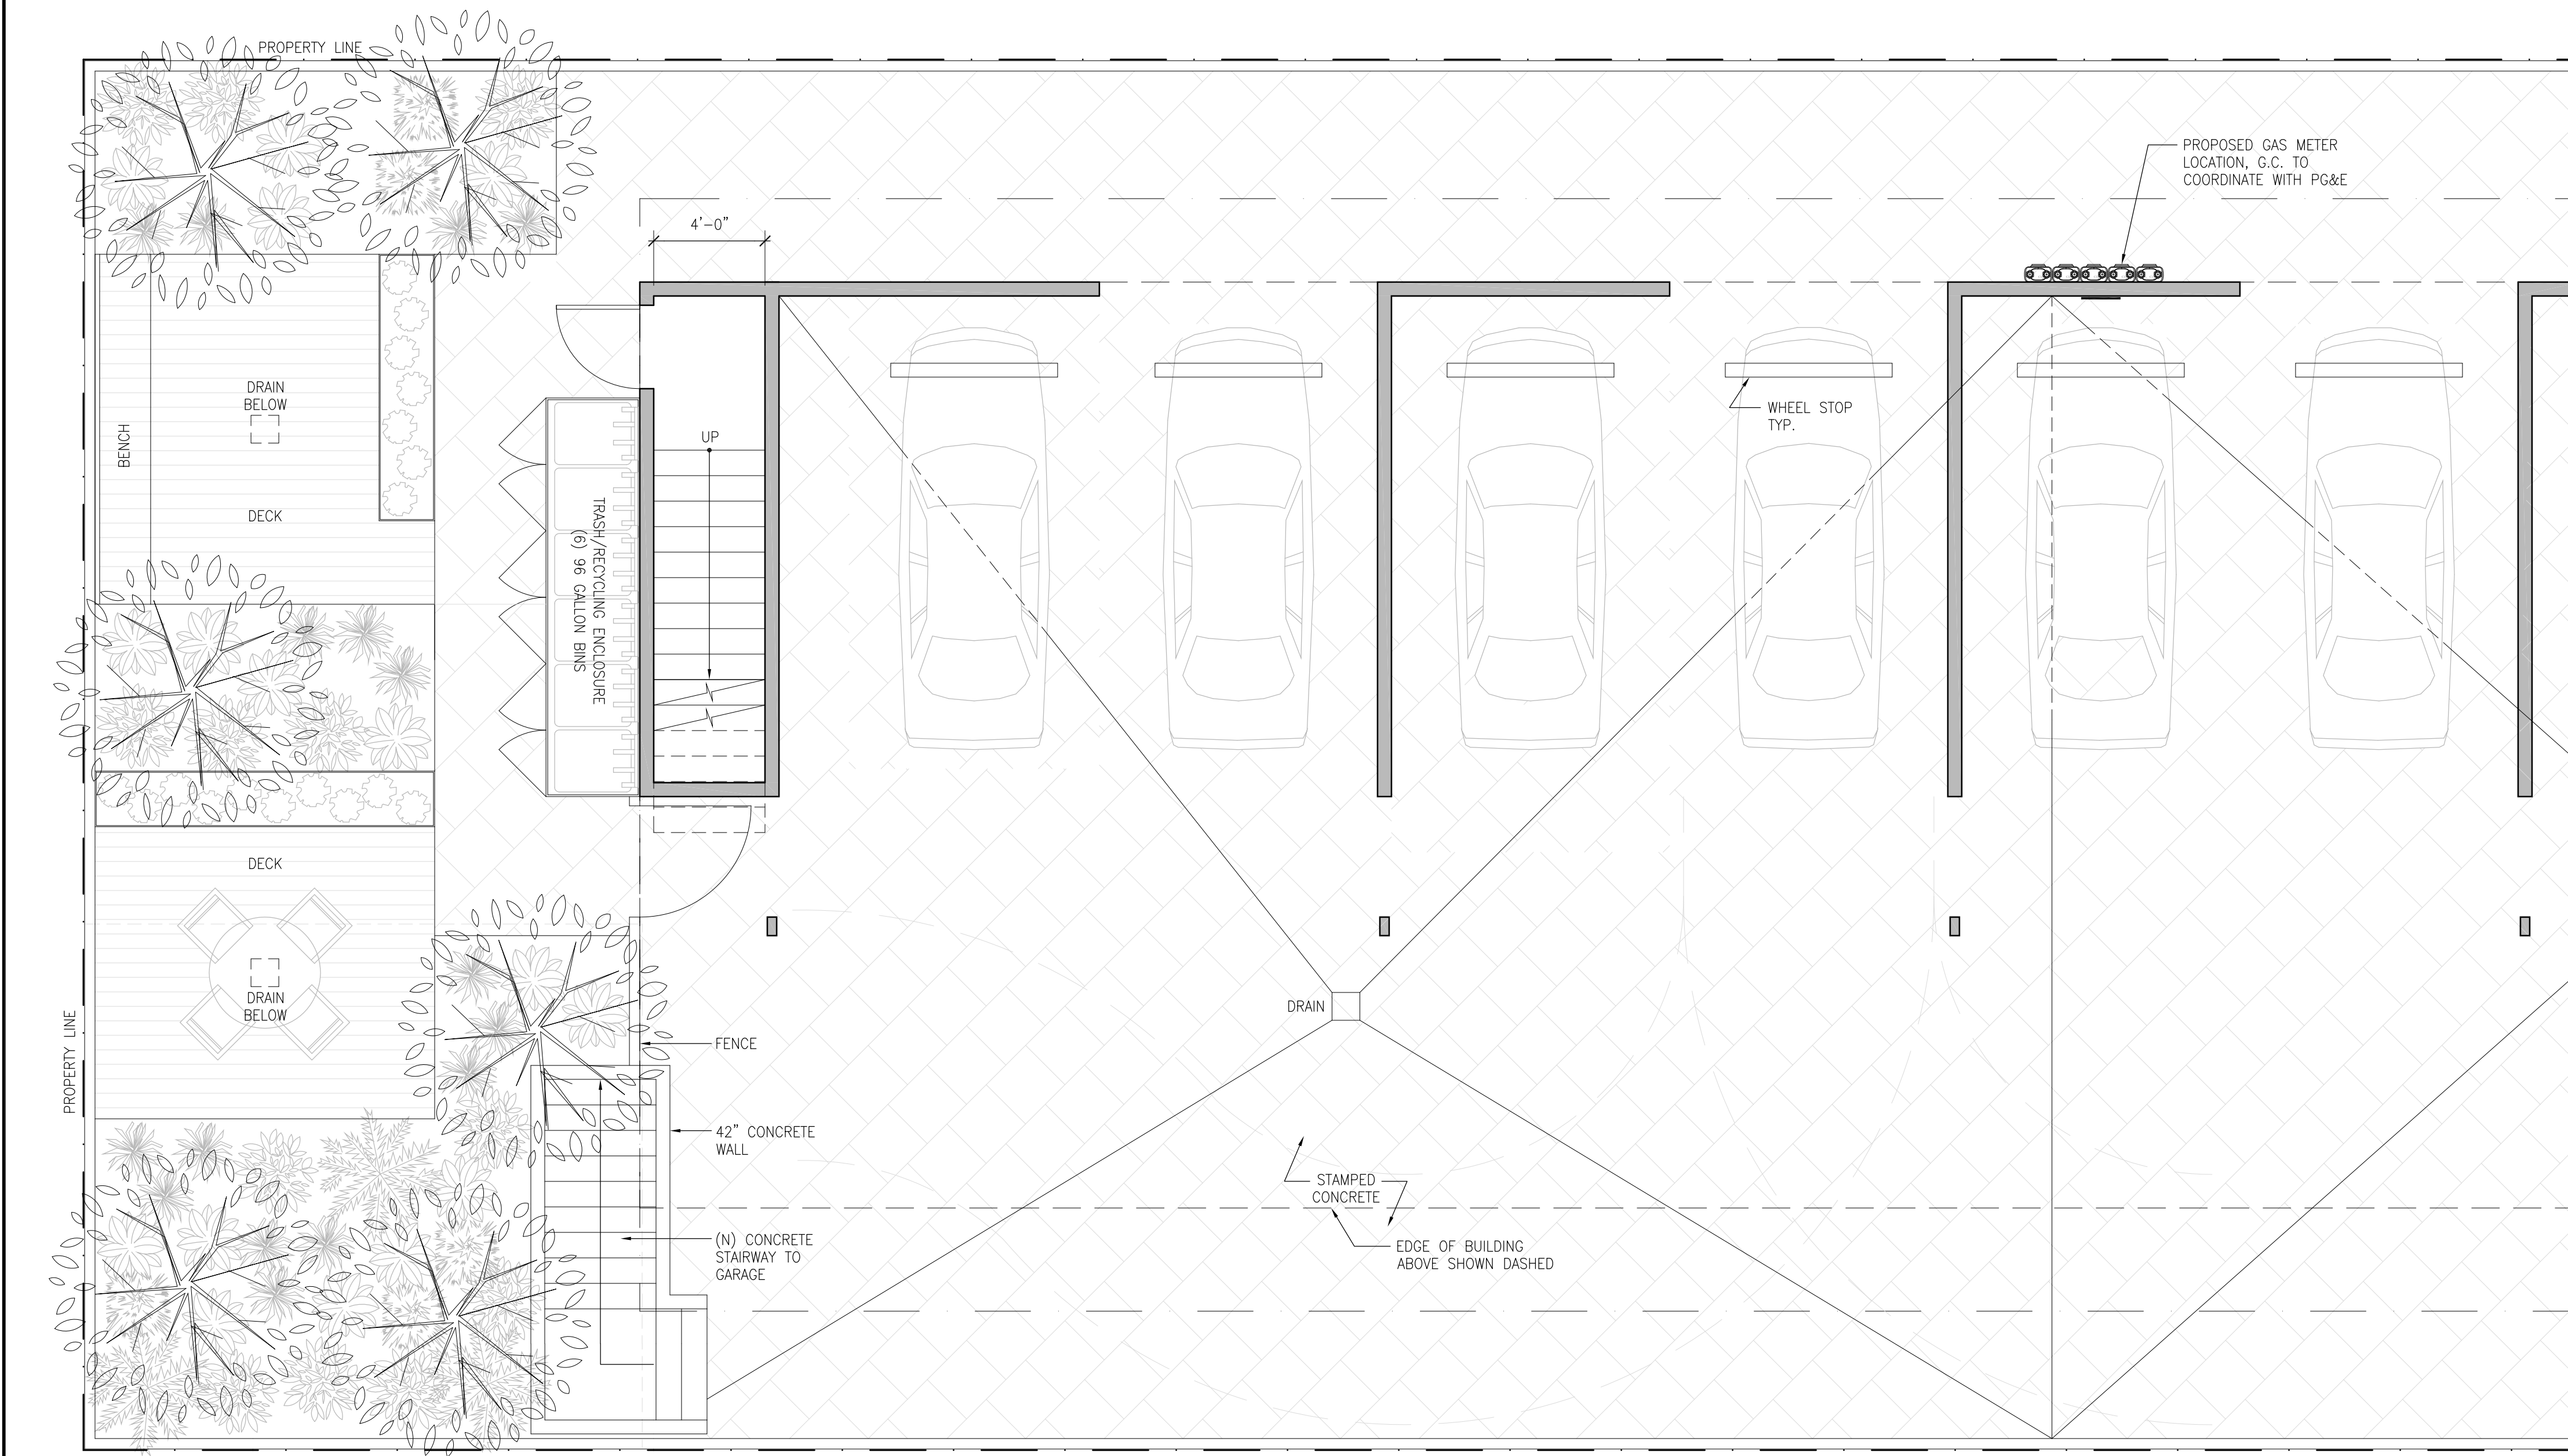 PROPERTY LINE
PROPOSED GAS METER
LOCATION, G.C. TO
COORDINATE WITH PG&E
4'-0"
DRAIN
BELOW
WHEEL STOP
TYP.
BENCH
UP
TRASH/RECYCLING ENCLOSURE
(6) 96 GALLON BINS
DECK
DECK
DRAIN
BELOW
DRAIN
PROPERTY LINE
FENCE
42" CONCRETE
WALL
STAMPED
CONCRETE
(N) CONCRETE
STAIRWAY TO
GARAGE
EDGE OF BUILDING
ABOVE SHOWN DASHED